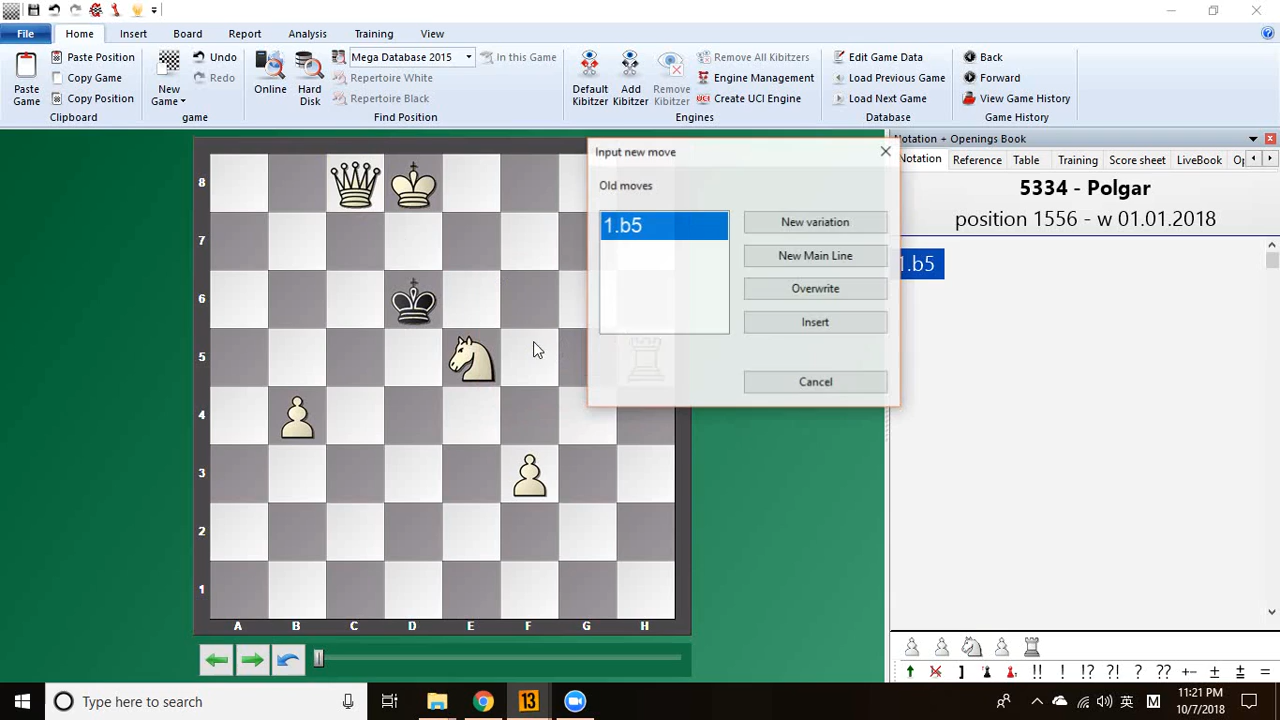 File
Home
Insert
Board
Report
Analysis
Training
View
Paste Game
Paste Position
Copy Game
Copy Position
Clipboard
New Game
Undo
Redo
game
Online
Hard Disk
Mega Database 2015
In this Game
Repertoire White
Repertoire Black
Find Position
Default Kibitzer
Add Kibitzer
Remove Kibitzer
Remove All Kibitzers
Engine Management
UCI Create UCI Engine
Engines
Edit Game Data
Load Previous Game
Load Next Game
Database
Back
Forward
View Game History
Game History
Input new move
Old moves
1.b5
New variation
New Main Line
Overwrite
Insert
Cancel
Notation + Openings Book
Notation
Reference
Table
Training
Score sheet
LiveBook
5334 - Polgar
position 1556 - w 01.01.2018
1.b5
8
7
6
5
4
3
2
1
A B C D E F G H
] !! ! !? ?! ? ?? +- ± ⩲ =
Type here to search
13
英
M
11:21 PM
10/7/2018